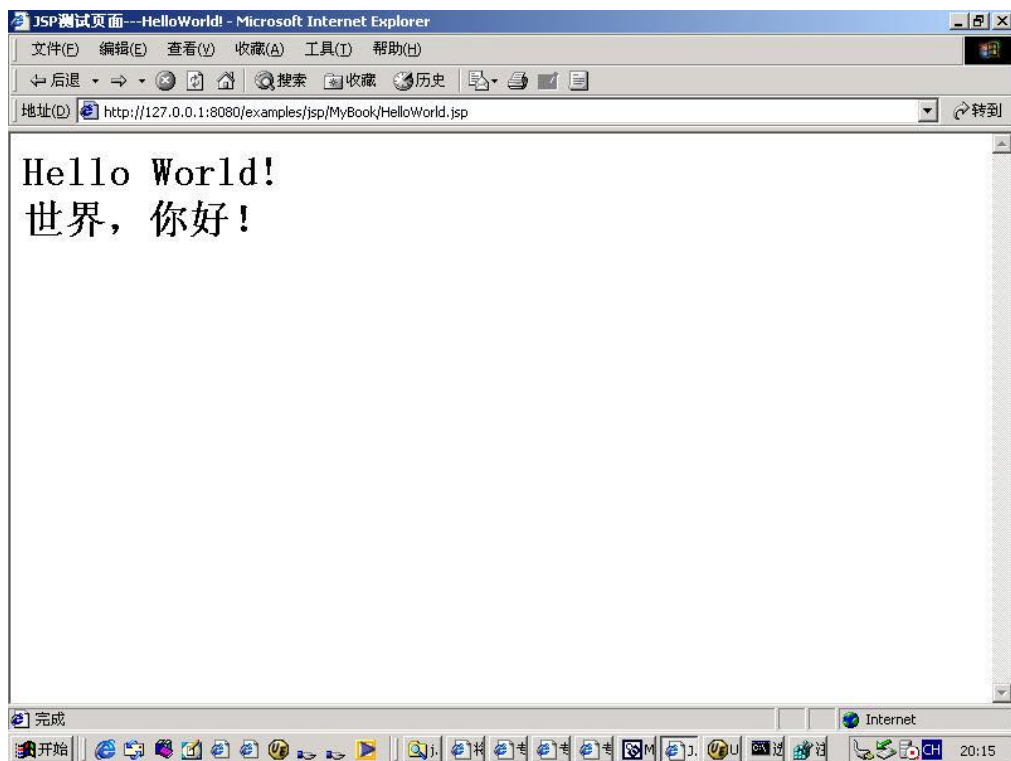 JSP测试页面---HelloWorld! - Microsoft Internet Explorer
文件(F) 编辑(E) 查看(V) 收藏(A) 工具(T) 帮助(H)
后退 搜索 收藏 历史
地址(D) http://127.0.0.1:8080/examples/jsp/MyBook/HelloWorld.jsp 转到
Hello World!
世界，你好！
完成 Internet
开始 CH 20:15